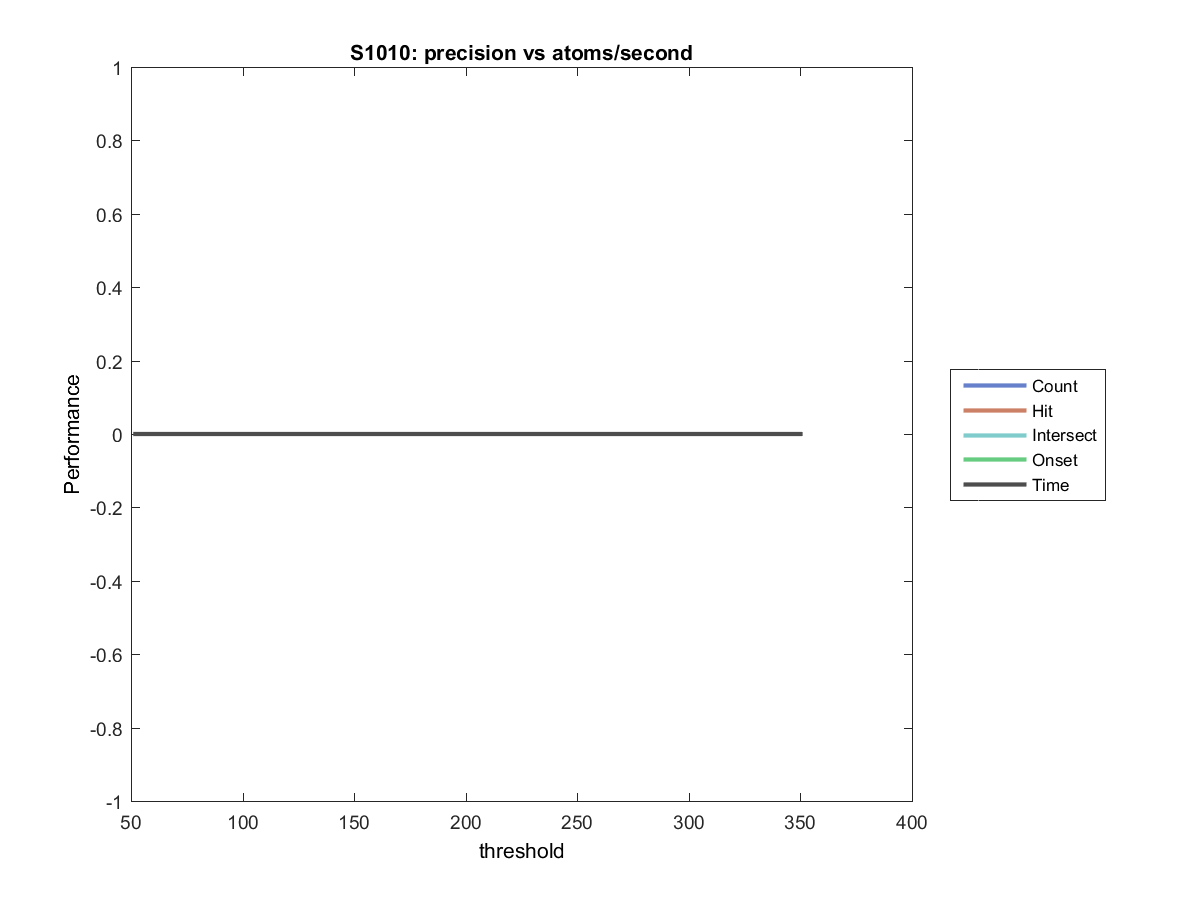 S1010: precision vs atoms/second
1
0.8
0.6
0.4
0.2
0
-0.2
-0.4
-0.6
-0.8
-1
Performance
50 100 150 200 250 300 350 400
threshold
Count
Hit
Intersect
Onset
Time